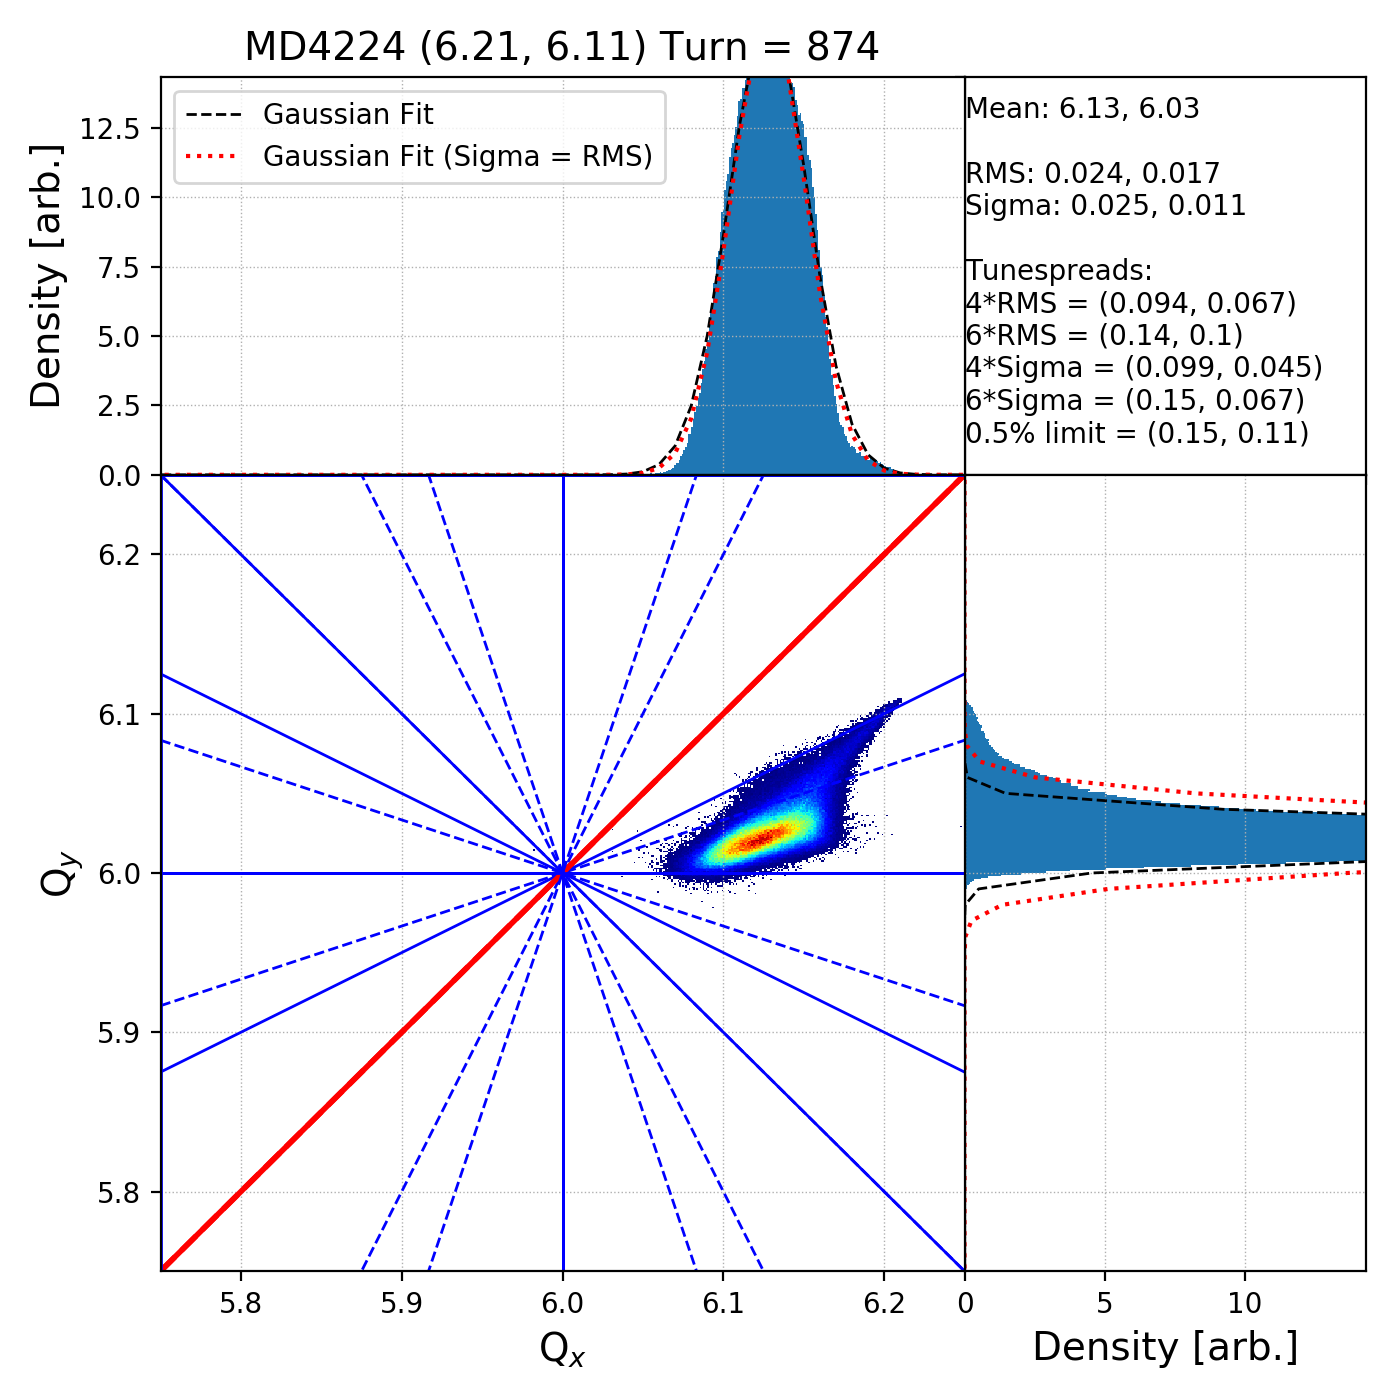 MD4224 (6.21, 6.11) Turn = 874
Gaussian Fit
Gaussian Fit (Sigma = RMS)
Density [arb.]
12.5
10.0
7.5
5.0
2.5
0.0
Mean: 6.13, 6.03
RMS: 0.024, 0.017
Sigma: 0.025, 0.011
Tunespreads:
4*RMS = (0.094, 0.067)
6*RMS = (0.14, 0.1)
4*Sigma = (0.099, 0.045)
6*Sigma = (0.15, 0.067)
0.5% limit = (0.15, 0.11)
Qy
6.2
6.1
6.0
5.9
5.8
5.8 5.9 6.0 6.1 6.2
Qx
0 5 10
Density [arb.]